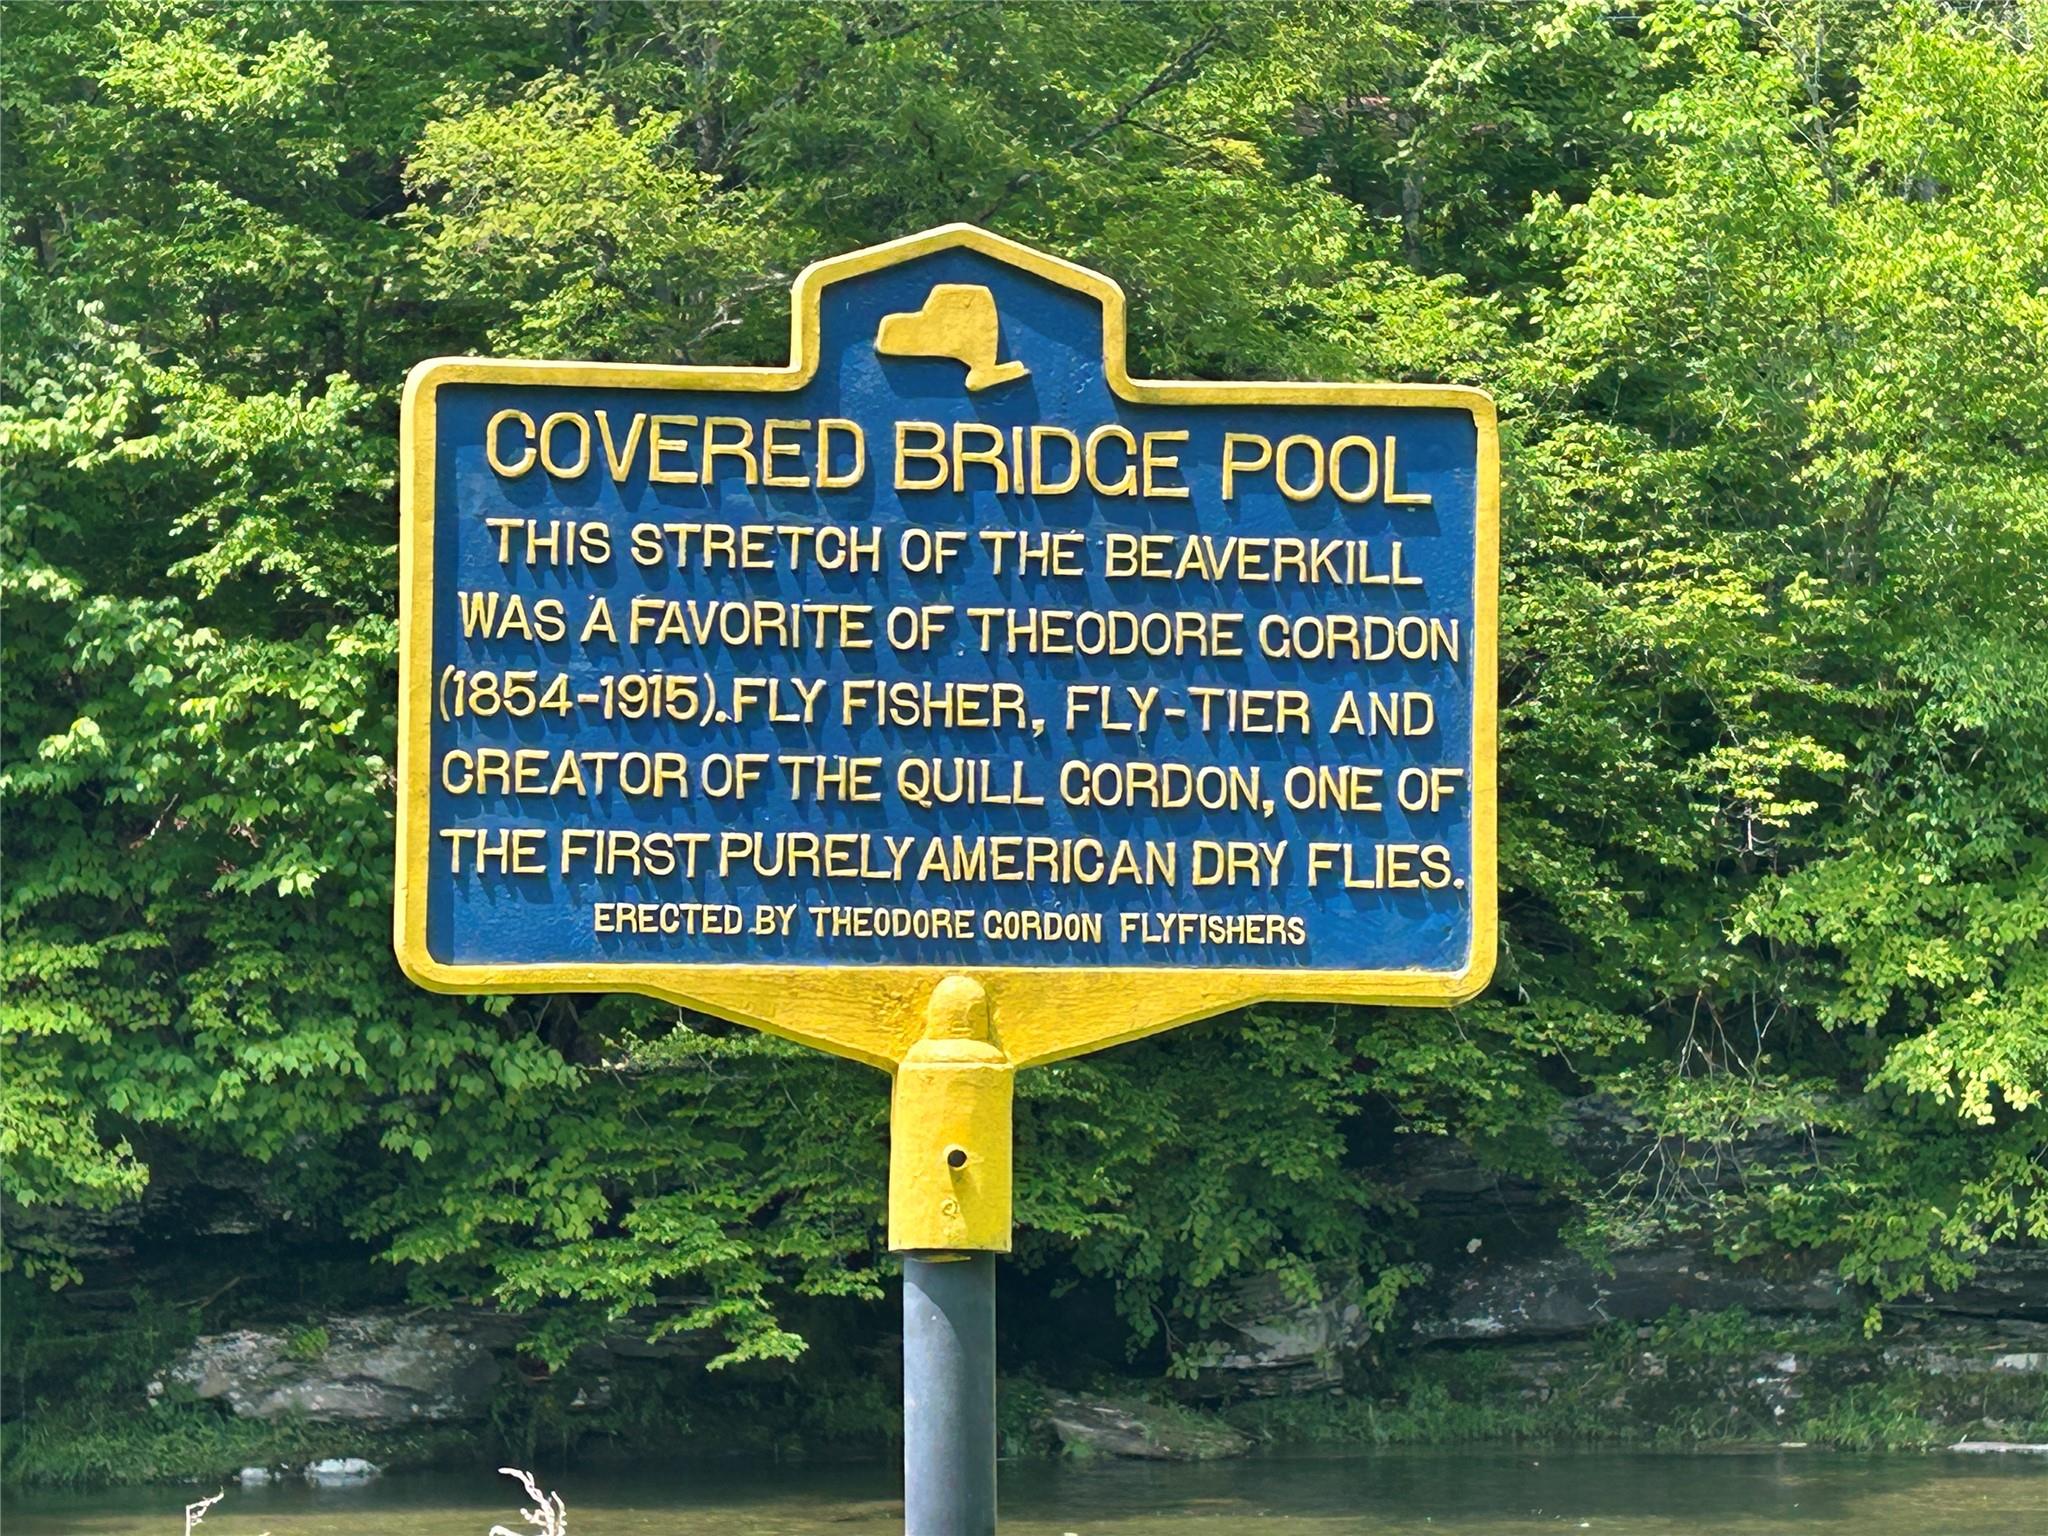 COVERED BRIDGE POOL
THIS STRETCH OF THE BEAVERKILL
WAS A FAVORITE OF THEODORE GORDON
(1854-1915). FLY FISHER, FLY-TIER AND
CREATOR OF THE QUILL GORDON, ONE OF
THE FIRST PURELY AMERICAN DRY FLIES.
ERECTED BY THEODORE GORDON FLYFISHERS